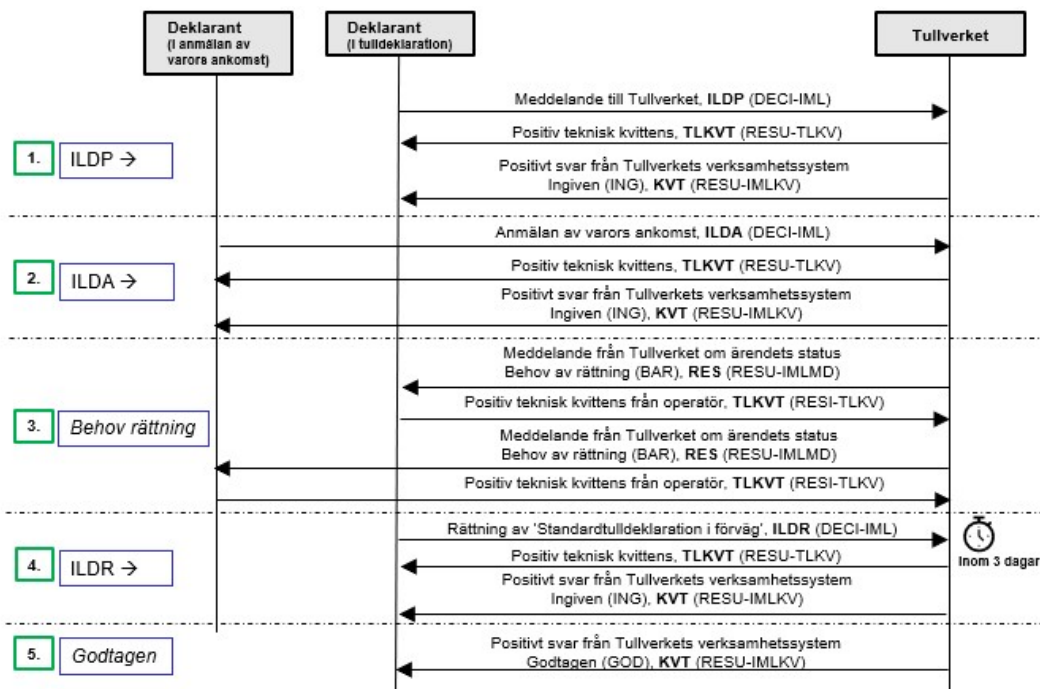 Deklarant
(i anmälan av
varors ankomst)
Deklarant
(i tulldeklaration)
Tullverket
Meddelande till Tullverket, ILDP (DECI-IML)
Positiv teknisk kvittens, TLKVT (RESU-TLKV)
1.
ILDP →
Positivt svar från Tullverkets verksamhetssystem
Ingiven (ING), KVT (RESU-IMLKV)
Anmälan av varors ankomst, ILDA (DECI-IML)
Positiv teknisk kvittens, TLKVT (RESU-TLKV)
2.
ILDA →
Positivt svar från Tullverkets verksamhetssystem
Ingiven (ING), KVT (RESU-IMLKV)
Meddelande från Tullverket om ärendets status
Behov av rättning (BAR), RES (RESU-IMLMD)
Positiv teknisk kvittens från operatör, TLKVT (RESI-TLKV)
3.
Behov rättning
Meddelande från Tullverket om ärendets status
Behov av rättning (BAR), RES (RESU-IMLMD)
Positiv teknisk kvittens från operatör, TLKVT (RESI-TLKV)
Rättning av 'Standardtulldeklaration i förväg', ILDR (DECI-IML)
Inom 3 dagar
Positiv teknisk kvittens, TLKVT (RESU-TLKV)
4.
ILDR →
Positivt svar från Tullverkets verksamhetssystem
Ingiven (ING), KVT (RESU-IMLKV)
5.
Godtagen
Positivt svar från Tullverkets verksamhetssystem
Godtagen (GOD), KVT (RESU-IMLKV)